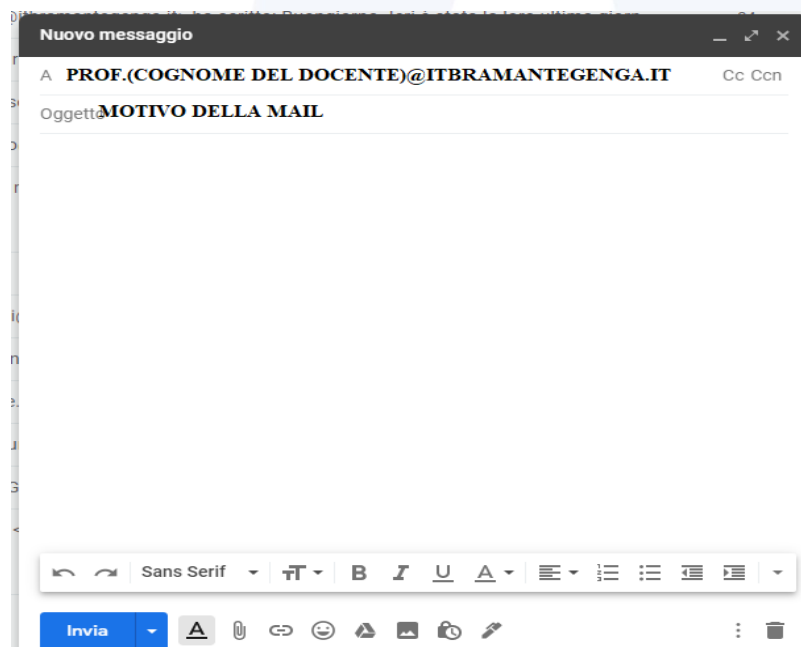 Nuovo messaggio
A PROF.(COGNOME DEL DOCENTE)@ITBRAMANTEGENGA.IT Cc Ccn
Oggetto MOTIVO DELLA MAIL
Sans Serif
Invia